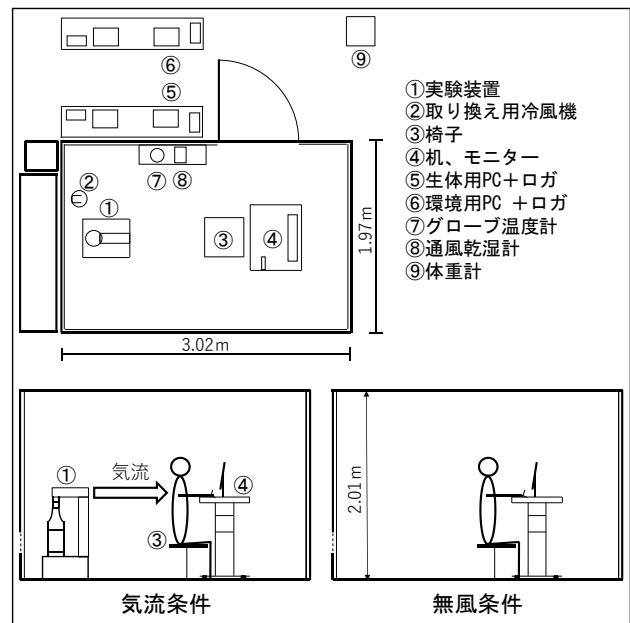 ⑥
⑤
⑨
②
①
⑦
⑧
③
④
1.97m
3.02m
①実験装置
②取り換え用冷風機
③椅子
④机、モニター
⑤生体用PC+ロガ
⑥環境用PC +ロガ
⑦グローブ温度計
⑧通風乾湿計
⑨体重計
①
気流
④
③
気流条件
2.01m
無風条件